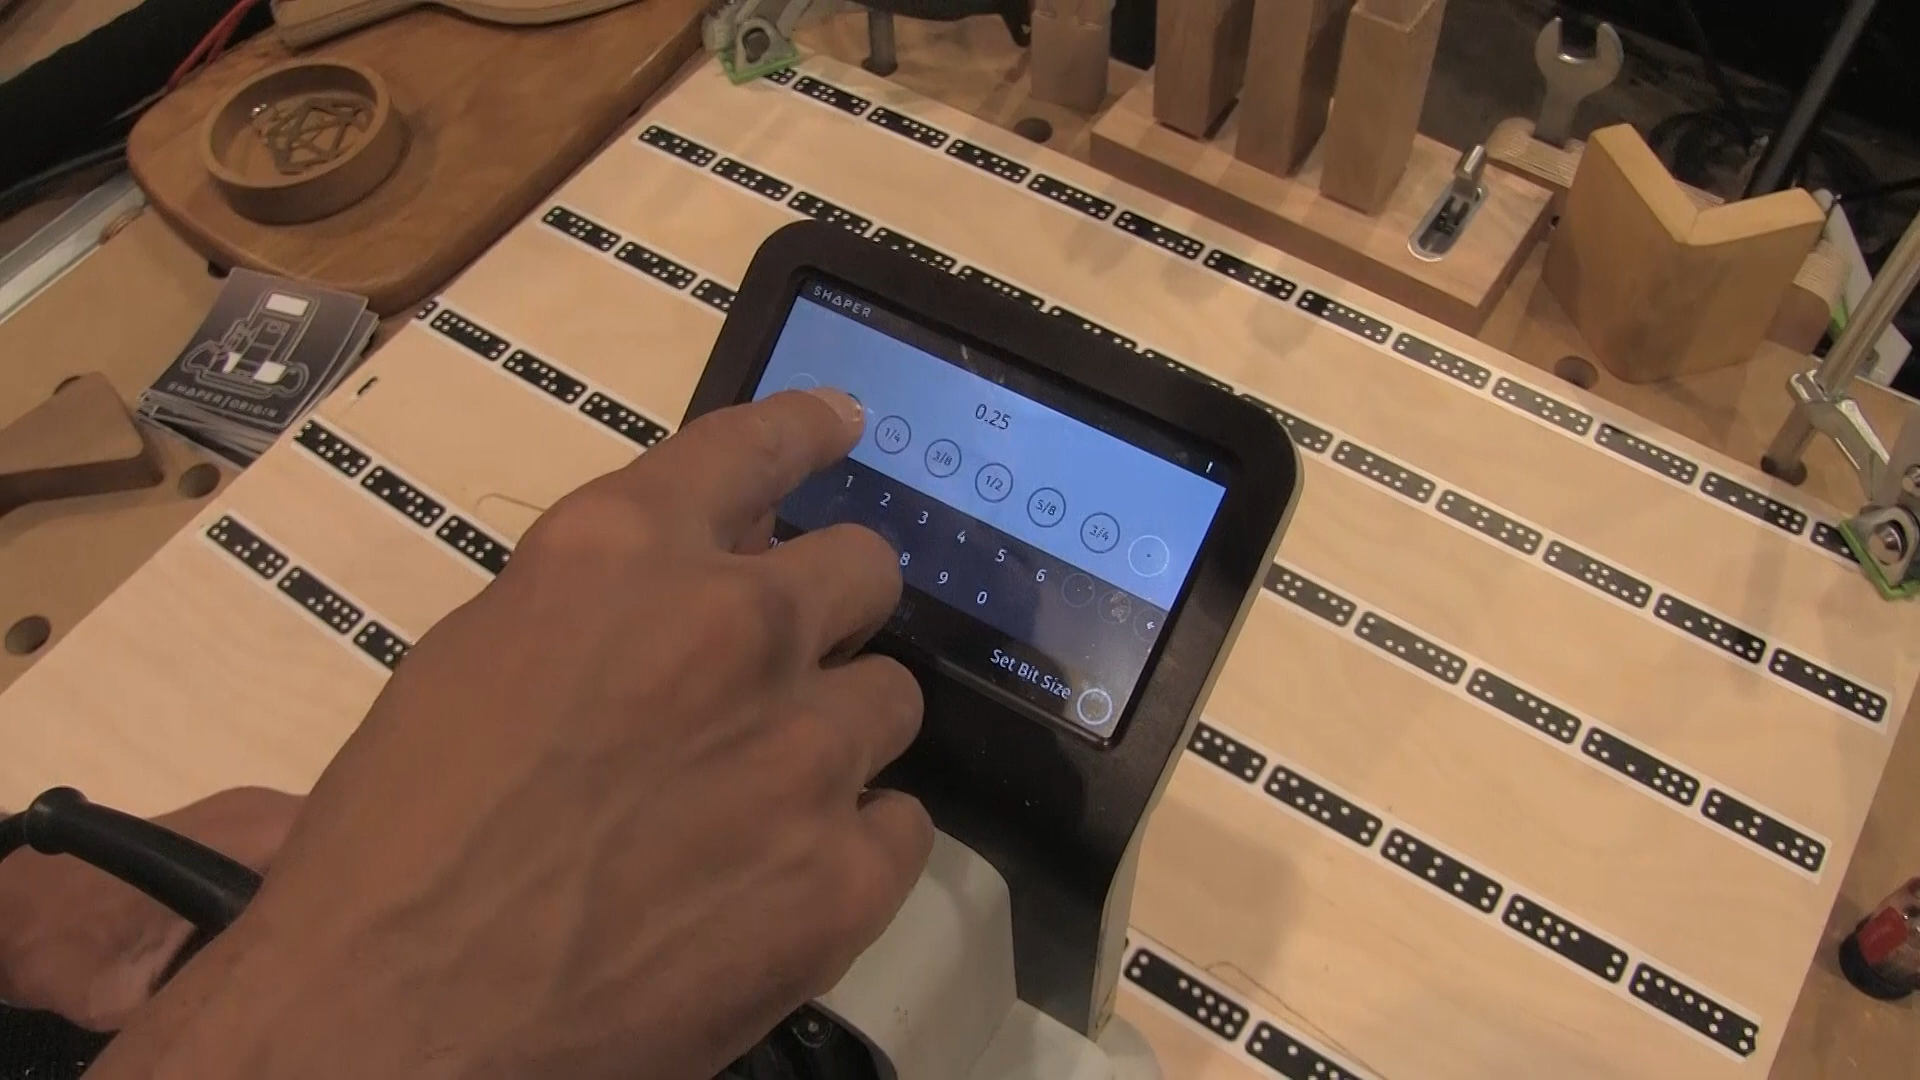 SHAPER
0.25
1/4 3/8 1/2 5/8 3/4
1 2 3 4 5 6
8 9 0
Set Bit Size
SHAPER | ORIGIN